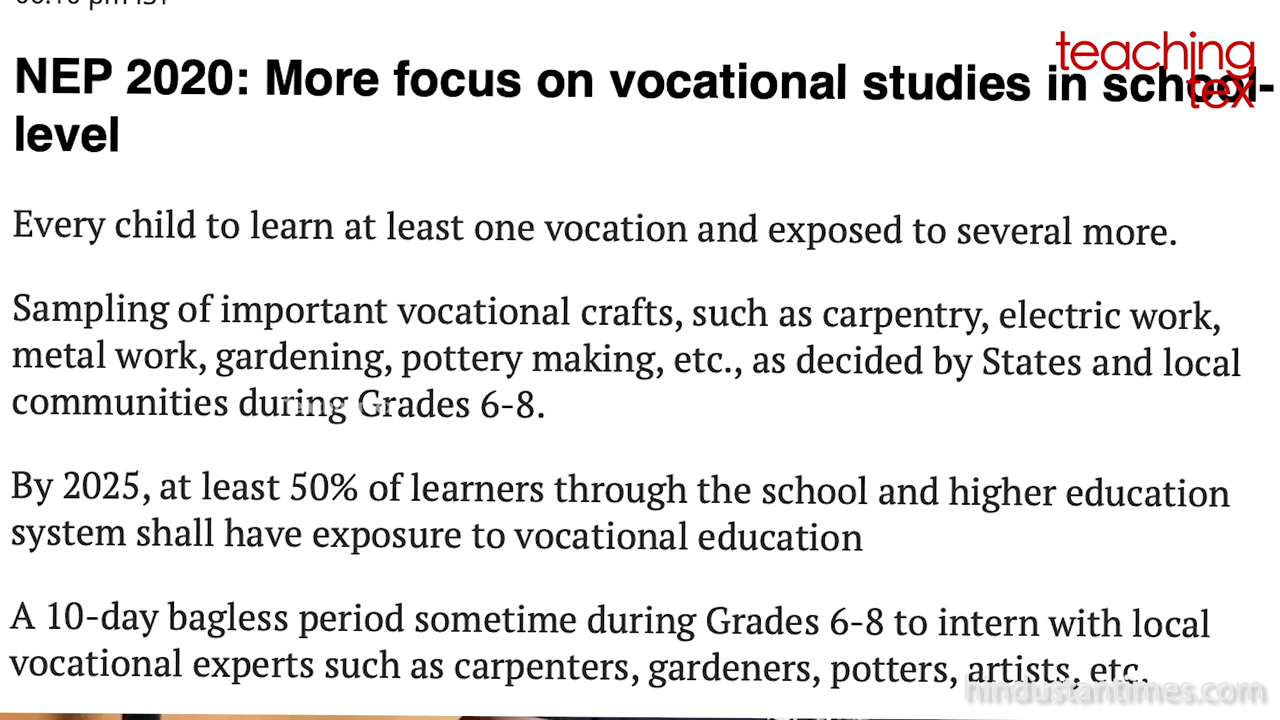 NEP 2020: More focus on vocational studies in school-
level
Every child to learn at least one vocation and exposed to several more.
Sampling of important vocational crafts, such as carpentry, electric work,
metal work, gardening, pottery making, etc., as decided by States and local
communities during Grades 6-8.
By 2025, at least 50% of learners through the school and higher education
system shall have exposure to vocational education
A 10-day bagless period sometime during Grades 6-8 to intern with local
vocational experts such as carpenters, gardeners, potters, artists, etc.
teaching
tex
hindustantimes.com